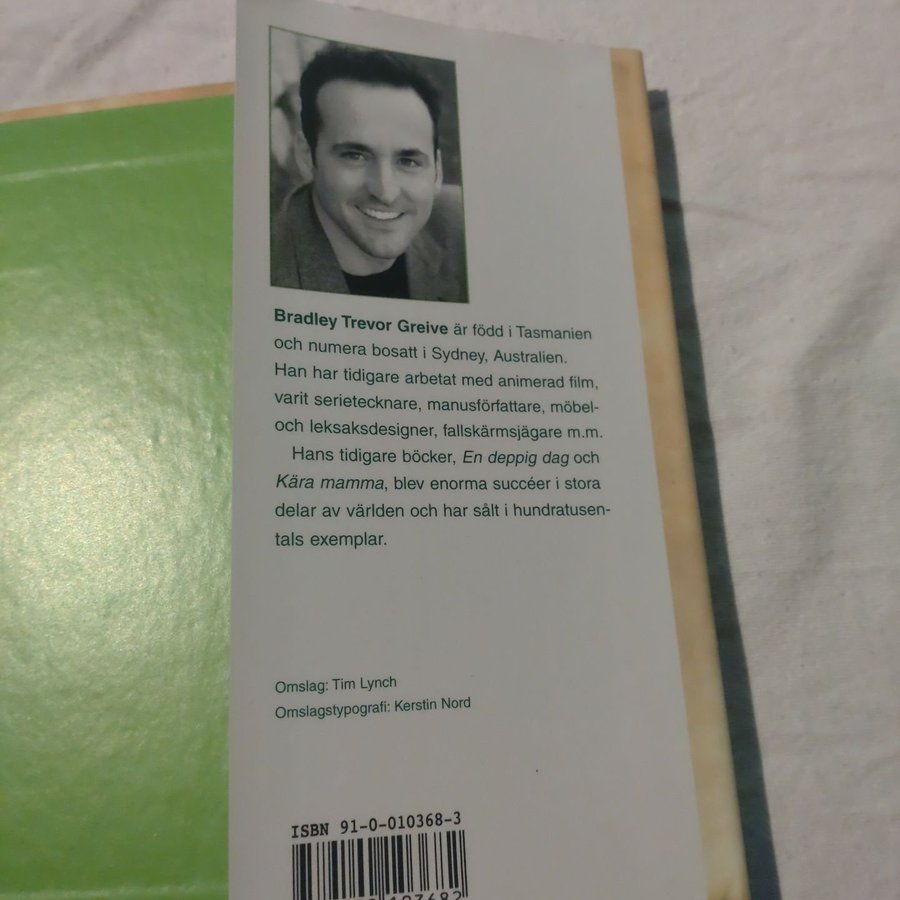 Bradley Trevor Greive är född i Tasmanien
och numera bosatt i Sydney, Australien.
Han har tidigare arbetat med animerad film,
varit serietecknare, manusförfattare, möbel-
och leksaksdesigner, fallskärmsjägare m.m.
Hans tidigare böcker, En deppig dag och
Kära mamma, blev enorma succéer i stora
delar av världen och har sålt i hundratusen-
tals exemplar.
Omslag: Tim Lynch
Omslagstypografi: Kerstin Nord
ISBN 91-0-010368-3